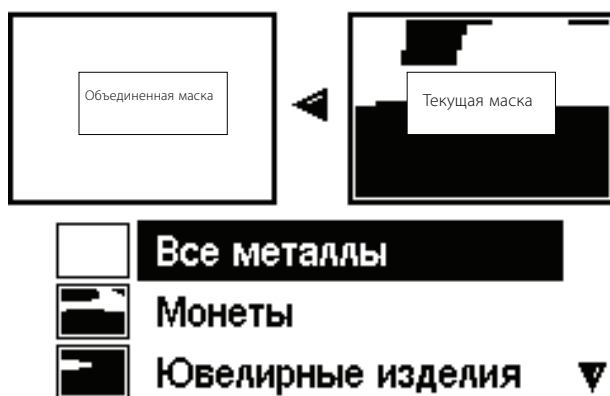 Объединенная маска
Текущая маска
Все металлы
Монеты
Ювелирные изделия